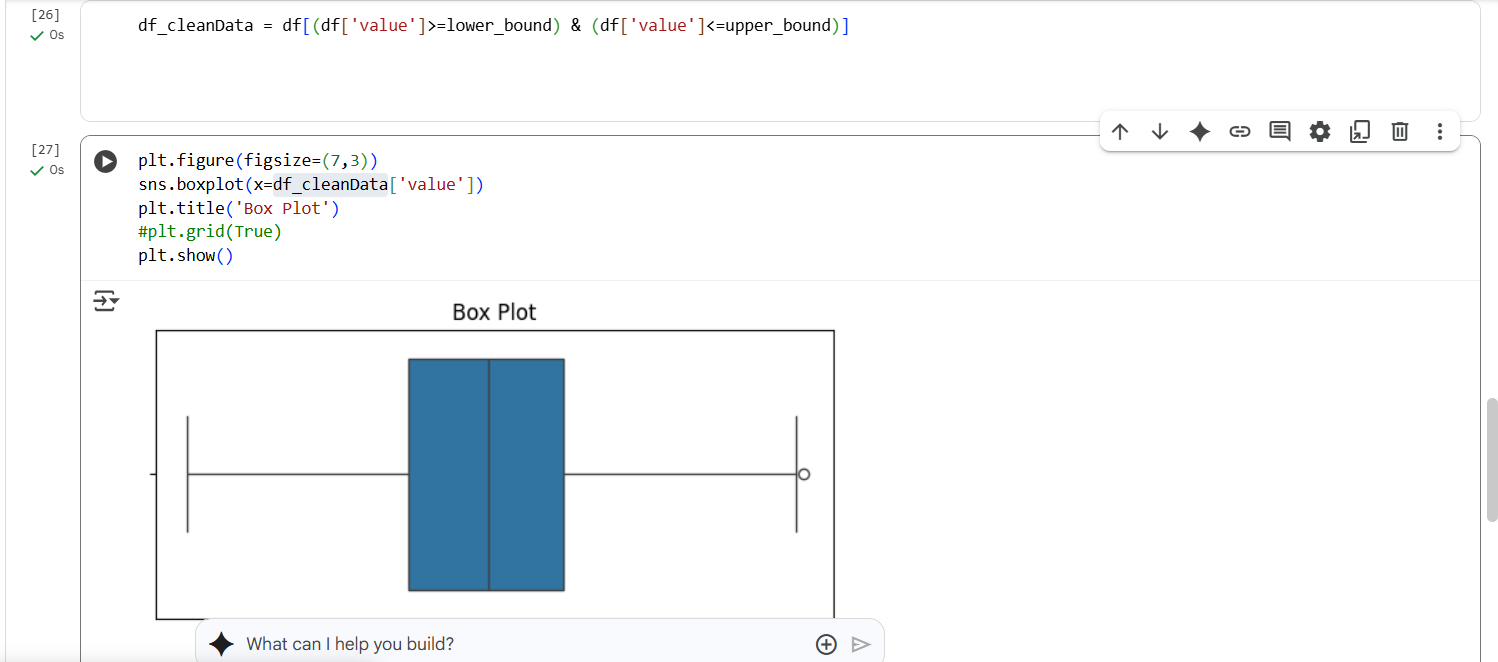 [26]
0s
df_cleanData = df[(df['value']>=lower_bound) & (df['value']<=upper_bound)]
[27]
0s
plt.figure(figsize=(7,3))
sns.boxplot(x=df_cleanData['value'])
plt.title('Box Plot')
#plt.grid(True)
plt.show()
Box Plot
What can I help you build?